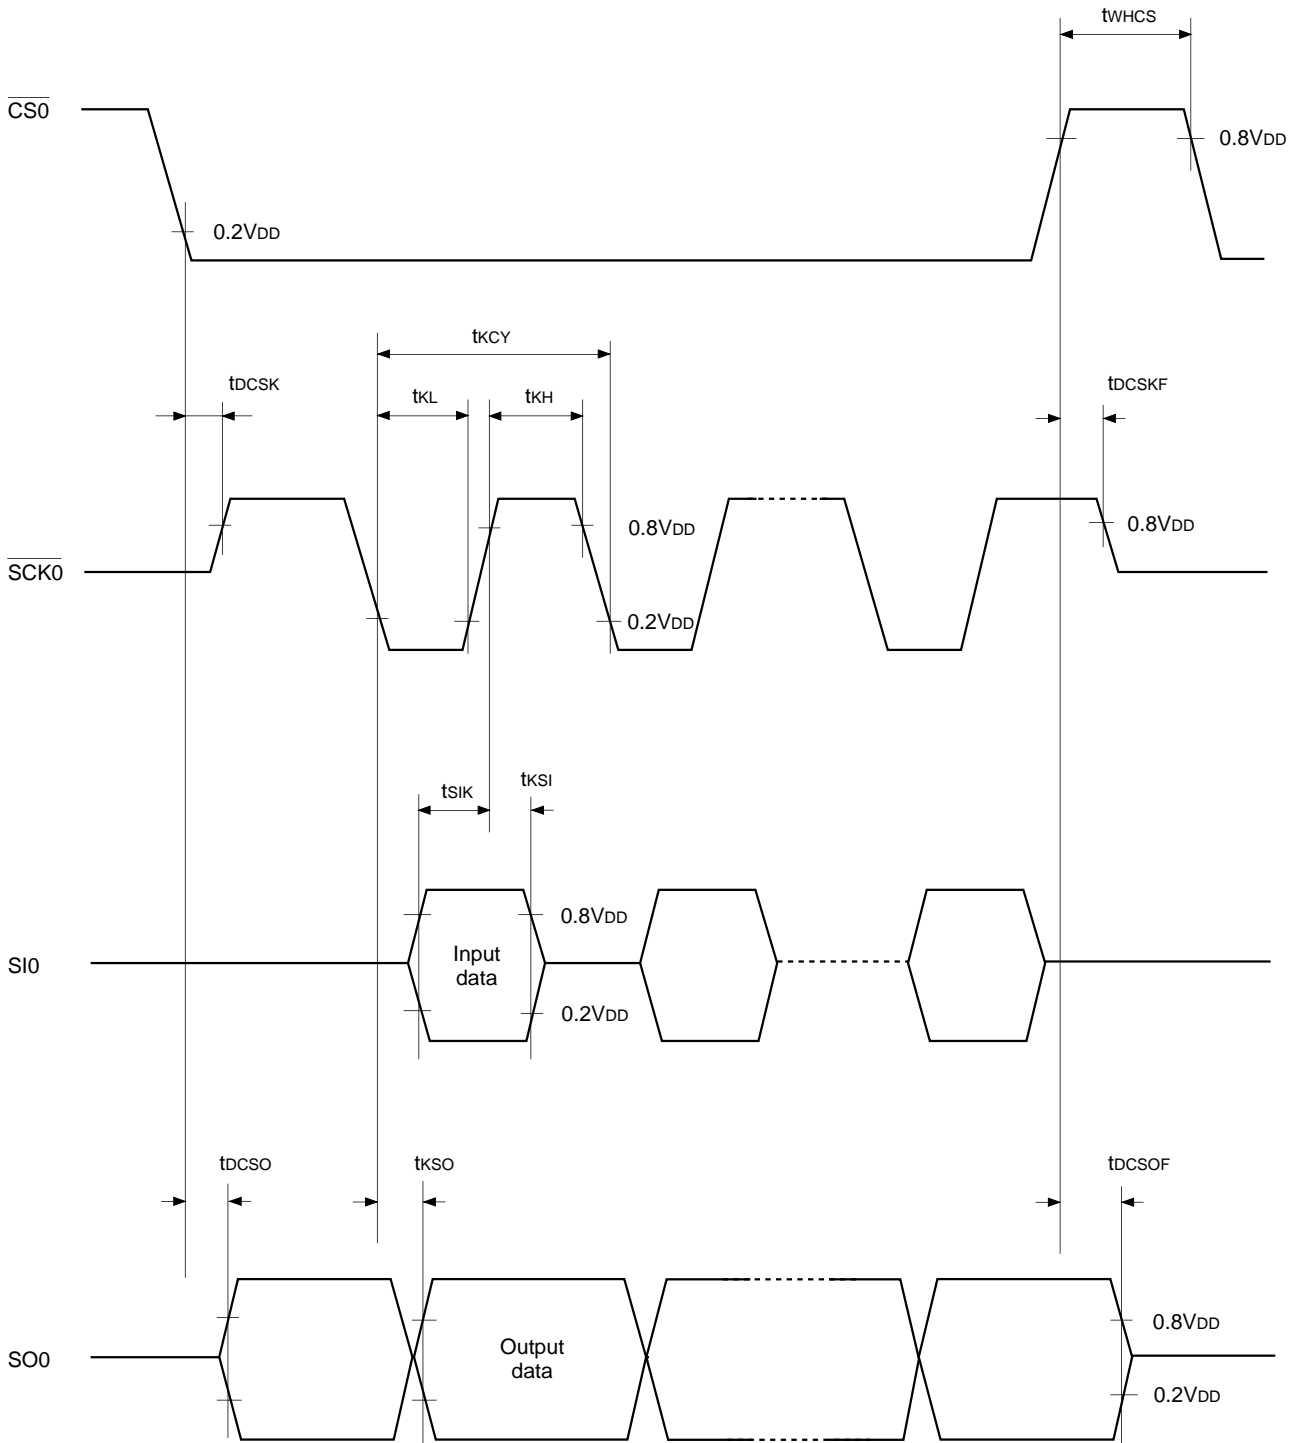 tWHCS
CS0
0.8VDD
0.2VDD
tKCY
tDCSK
tKL
tKH
tDCSKF
0.8VDD
0.8VDD
SCK0
0.2VDD
tSIK
tKSI
0.8VDD
SI0
Input
data
0.2VDD
tDCSO
tKSO
tDCSOF
0.8VDD
SO0
Output
data
0.2VDD